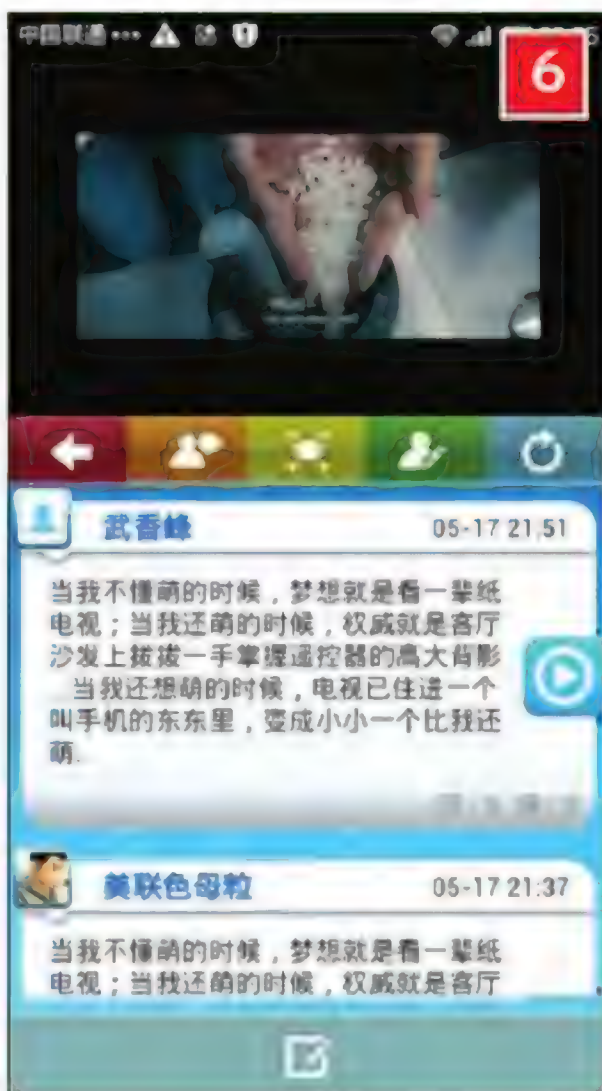 中国联通…
6
武香峰 05-17 21:51
当我不懂萌的时候，梦想就是看一辈纸
电视；当我还萌的时候，权威就是客厅
沙发上拔拔一手掌握遥控器的高大背影
当我还想萌的时候，电视已住进一个
叫手机的东东里，变成小小一个比我还
萌.
美联色母粒 05-17 21:37
当我不懂萌的时候，梦想就是看一辈纸
电视；当我还萌的时候，权威就是客厅